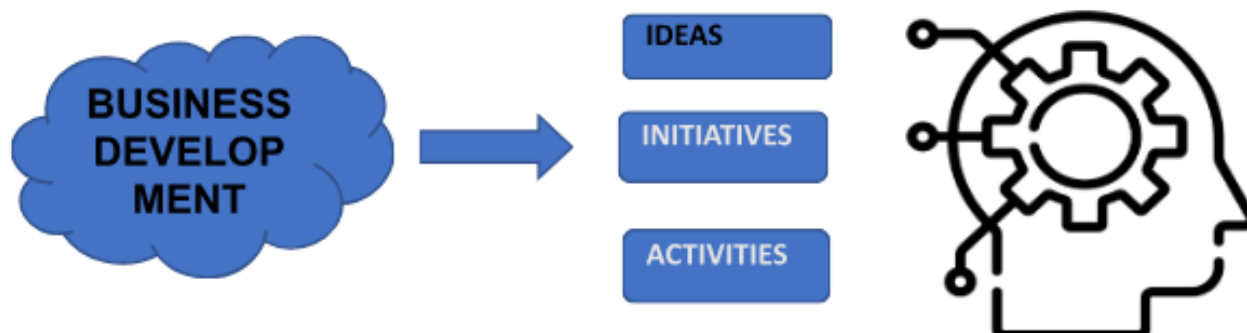 BUSINESS
DEVELOP
MENT
IDEAS
INITIATIVES
ACTIVITIES